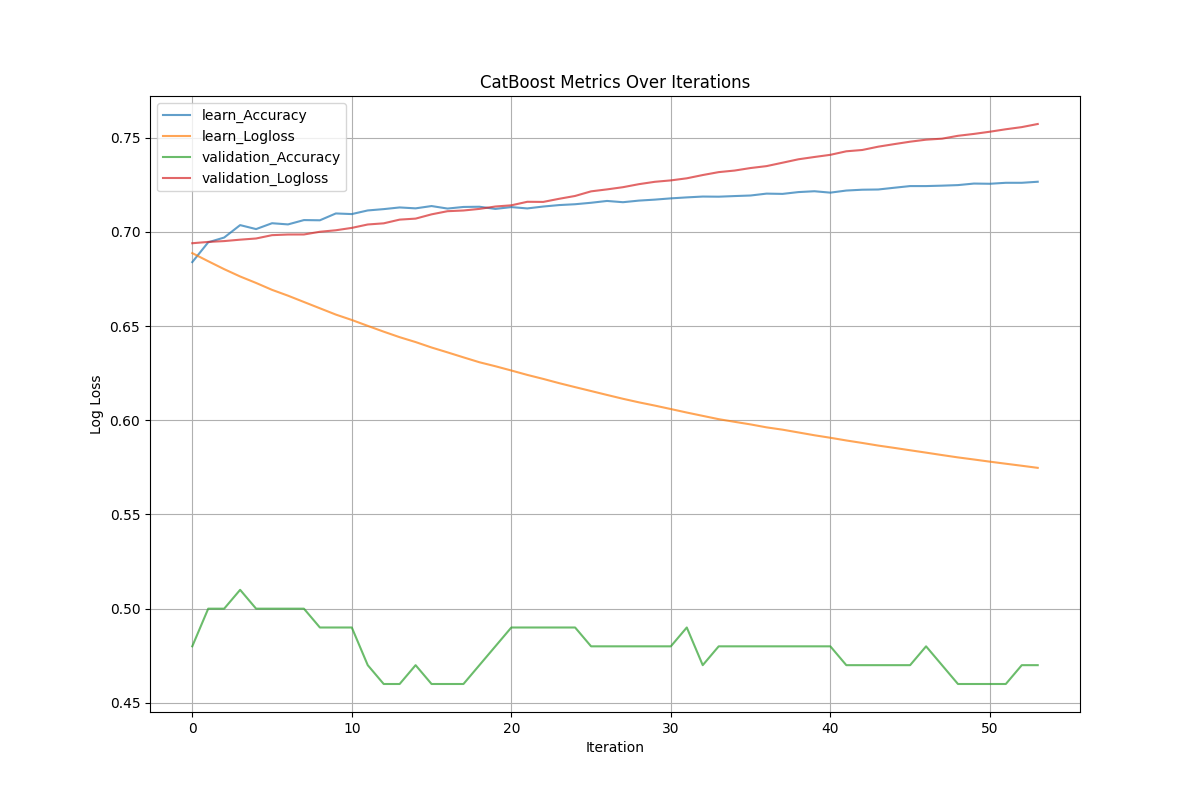 CatBoost Metrics Over Iterations
learn_Accuracy
learn_Logloss
validation_Accuracy
validation_Logloss
0.75
0.70
0.65
0.60
0.55
0.50
0.45
Log Loss
0 10 20 30 40 50
Iteration